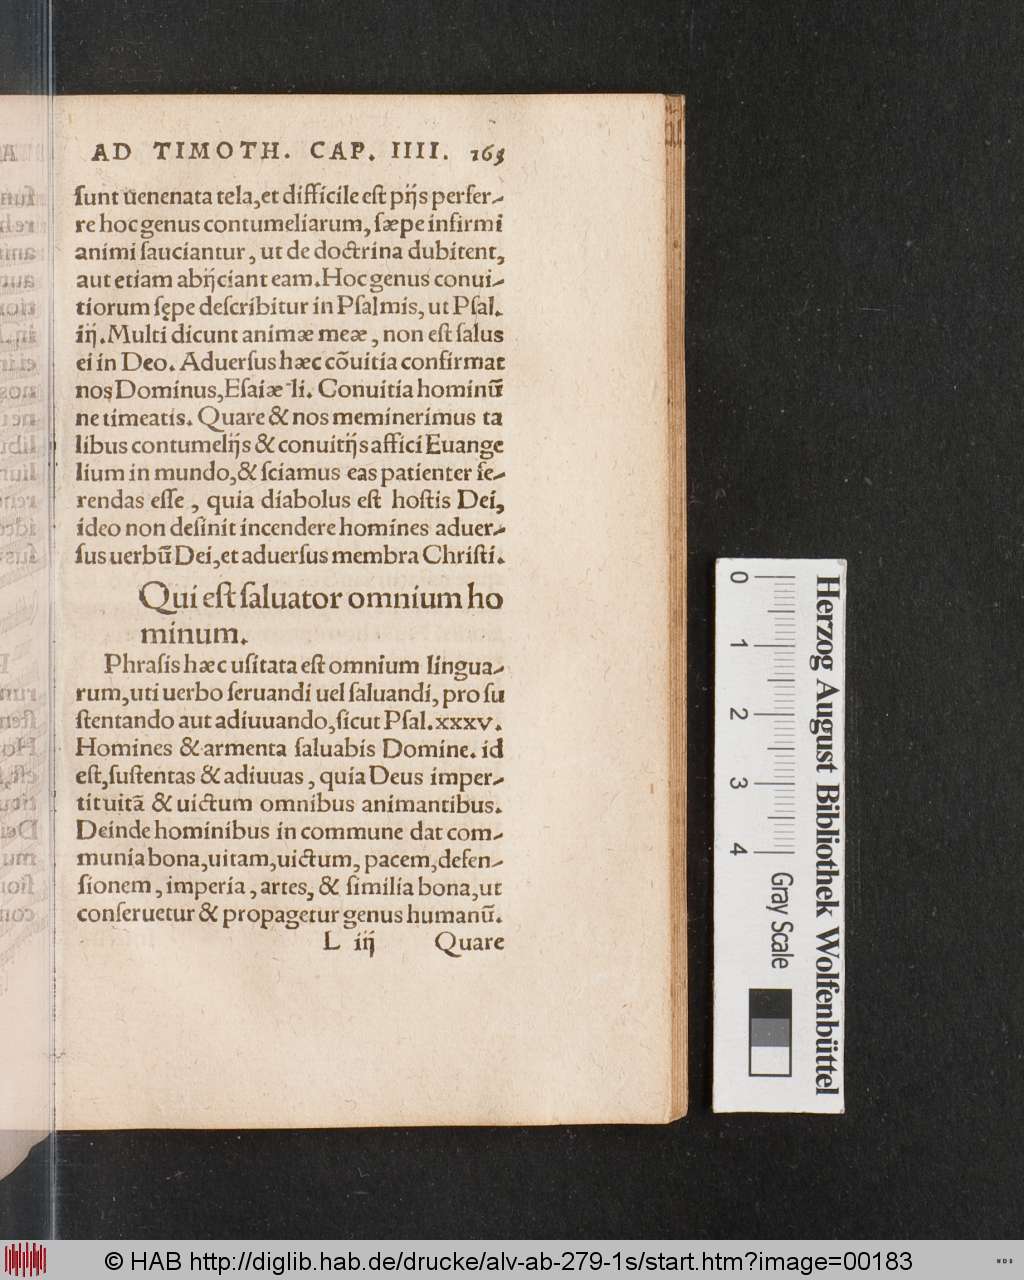 AD TIMOTH. CAP. IIII. 163
ſunt uenenata tela, et difficile eſt pijs perfer-
re hoc genus contumeliarum, ſæpe infirmi
animi ſauciantur, ut de doctrina dubitent,
aut etiam abijciant eam. Hoc genus conui-
tiorum ſępe deſcribitur in Pſalmis, ut Pſal.
iij. Multi dicunt animæ meæ, non eſt ſalus
ei in Deo. Aduerſus hæc cõuitia confirmat
nos Dominus, Eſaiæ li. Conuitia hominũ
ne timeatis. Quare & nos meminerimus ta
libus contumelijs & conuitijs affici Euange
lium in mundo, & ſciamus eas patienter fe-
rendas eſſe, quia diabolus eſt hoſtis Dei,
ideo non deſinit incendere homines aduer-
ſus uerbũ Dei, et aduerſus membra Chriſti.
Qui eſt ſaluator omnium ho
minum.
Phraſis hæc uſitata eſt omnium lingua-
rum, uti uerbo ſeruandi uel ſaluandi, pro ſu
ſtentando aut adiuuando, ſicut Pſal. xxxv.
Homines & armenta ſaluabis Domine. id
eſt, ſuſtentas & adiuuas, quia Deus imper-
tit uitã & uictum omnibus animantibus.
Deinde hominibus in commune dat com-
munia bona, uitam, uictum, pacem, defen-
ſionem, imperia, artes, & ſimilia bona, ut
conſeruetur & propagetur genus humanũ.
L iij Quare
0 1 2 3 4
Gray Scale
Herzog August Bibliothek Wolfenbüttel
© HAB http://diglib.hab.de/drucke/alv-ab-279-1s/start.htm?image=00183